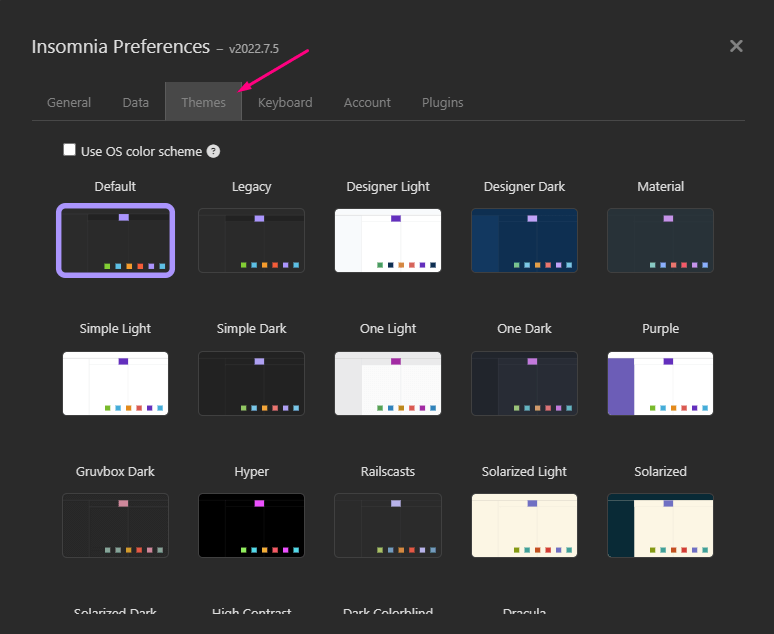 Insomnia Preferences – v2022.7.5
General Data Themes Keyboard Account Plugins
Use OS color scheme ?
Default Legacy Designer Light Designer Dark Material
Simple Light Simple Dark One Light One Dark Purple
Gruvbox Dark Hyper Railscasts Solarized Light Solarized
Solarized Dark High Contrast Dark Colorblind Dracula